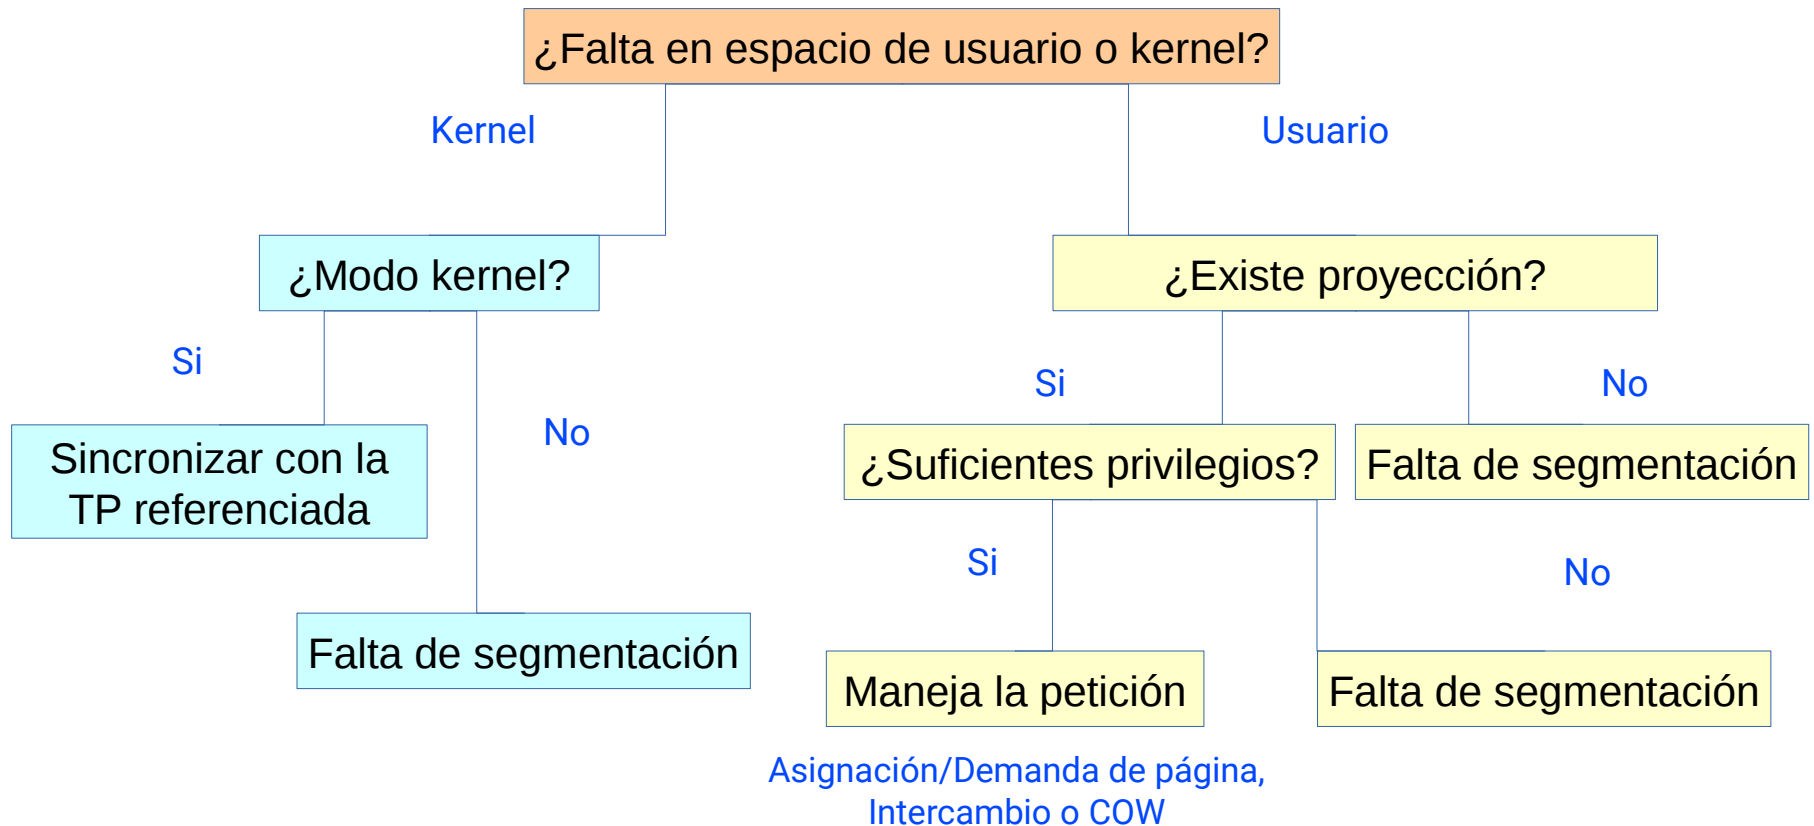 ¿Falta en espacio de usuario o kernel?
Kernel
Usuario
¿Modo kernel?
¿Existe proyección?
Si
No
Si
No
Sincronizar con la
TP referenciada
¿Suficientes privilegios?
Falta de segmentación
Si
No
Falta de segmentación
Maneja la petición
Falta de segmentación
Asignación/Demanda de página,
Intercambio o COW